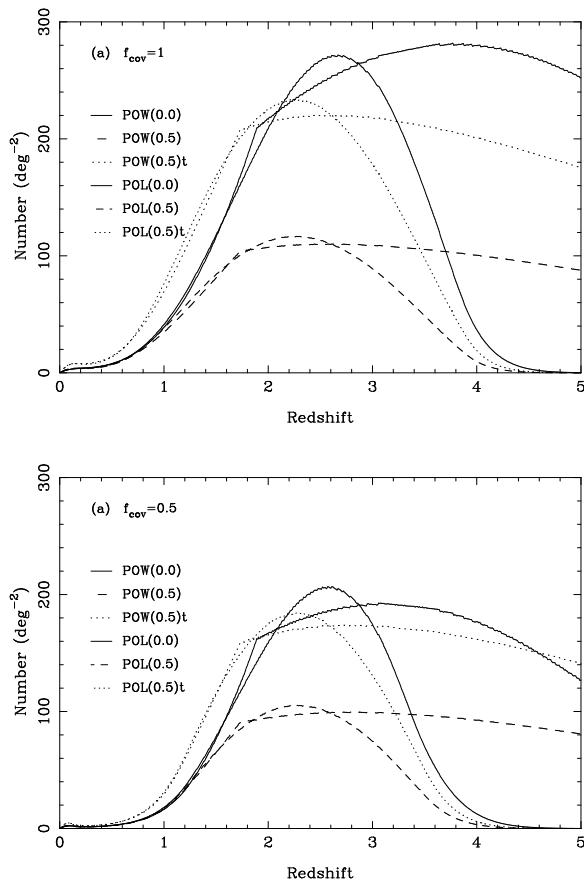 300
(a) f_cov=1
POW(0.0)
POW(0.5)
200
POW(0.5)t
POL(0.0)
POL(0.5)
POL(0.5)t
Number (deg⁻²)
100
0
0 1 2 3 4 5
Redshift
300
(a) f_cov=0.5
POW(0.0)
POW(0.5)
200
POW(0.5)t
POL(0.0)
POL(0.5)
POL(0.5)t
Number (deg⁻²)
100
0
0 1 2 3 4 5
Redshift